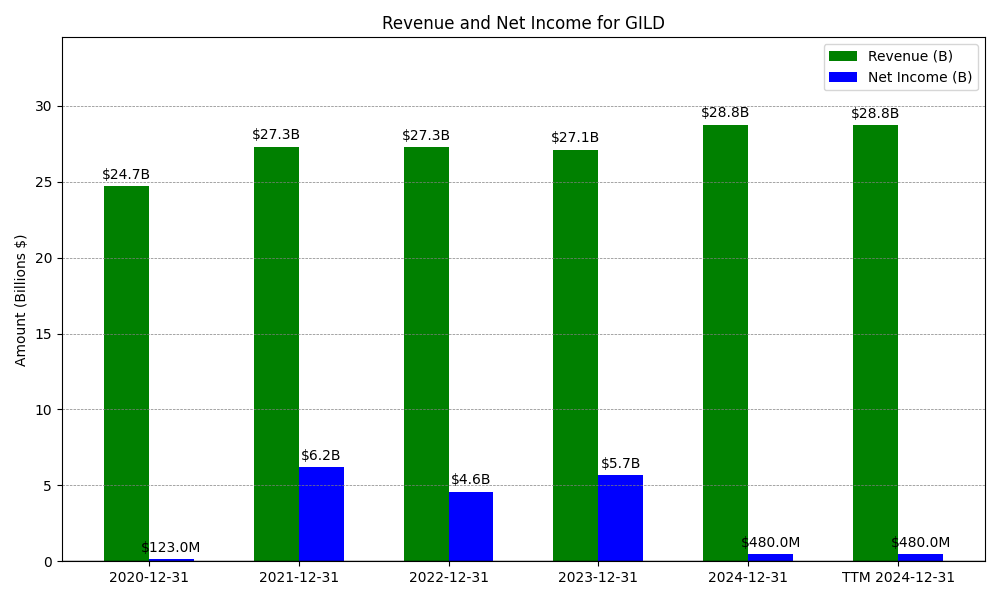 Revenue and Net Income for GILD
Revenue (B)
Net Income (B)
Amount (Billions $)
30
25
20
15
10
5
0
$24.7B
$27.3B
$27.3B
$27.1B
$28.8B
$28.8B
$123.0M
$6.2B
$4.6B
$5.7B
$480.0M
$480.0M
2020-12-31
2021-12-31
2022-12-31
2023-12-31
2024-12-31
TTM 2024-12-31